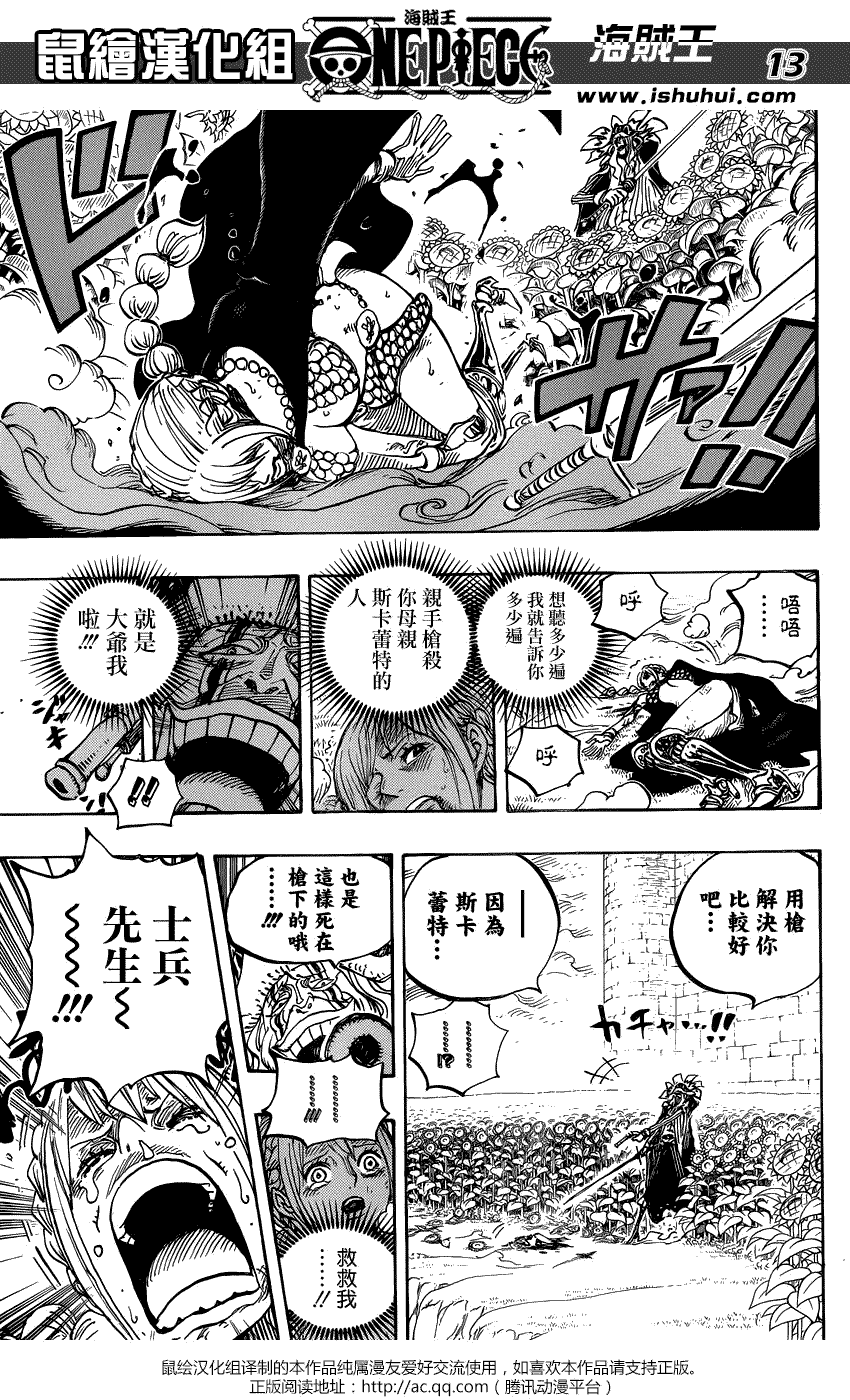 鼠繪漢化組
海賊王
ONE PIECE
海賊王
13
www.ishuhui.com
ドサァ!!
唔唔
……
呼
呼
想聽多少遍
我就告訴你
多少遍
親手槍殺
你母親
斯卡蕾特的
人
就是
大爺我
啦!!!
ジャキ
!!
用槍
解決你
比較好
吧…
ガチャ…!!
——
因為
斯卡
蕾特…
………
………!?
也是
這樣死在
槍下的哦
……!!!
………
………!!!
救救我
……!!
士兵
先生~
~~~!!!
鼠绘汉化组译制的本作品纯属漫友爱好交流使用，如喜欢本作品请支持正版。
正版阅读地址：http://ac.qq.com（腾讯动漫平台）